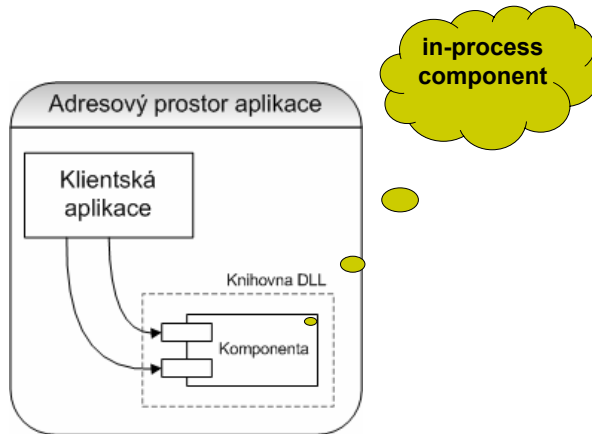 in-process
component
Adresový prostor aplikace
Klientská
aplikace
Knihovna DLL
Komponenta